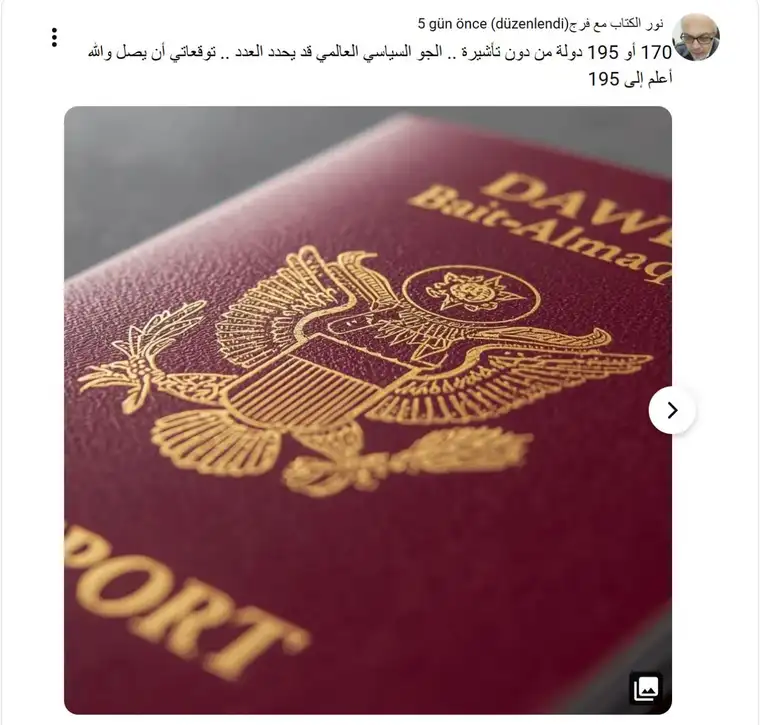 نور الكتاب مع فرج(düzenlendi) 5 gün önce
170 أو 195 دولة من دون تأشيرة .. الجو السياسي العالمي قد يحدد العدد .. توقعاتي أن يصل والله
أعلم إلى 195
DAWL
Bait-Almaq
PORT